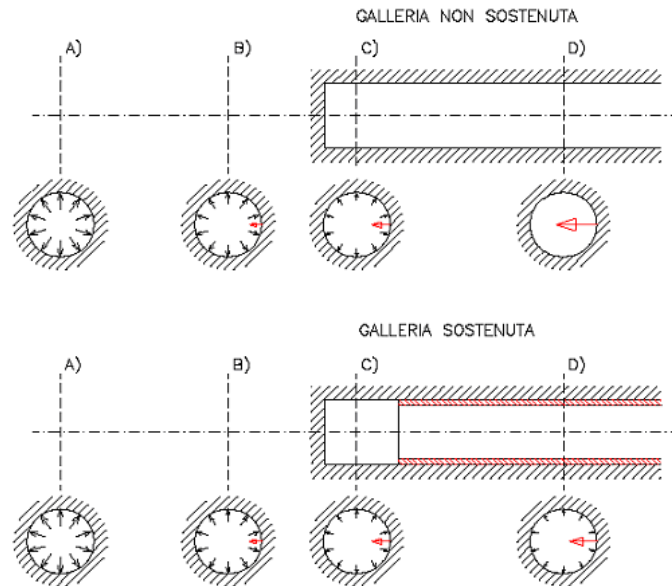 GALLERIA NON SOSTENUTA
A) B) C) D)
GALLERIA SOSTENUTA
A) B) C) D)